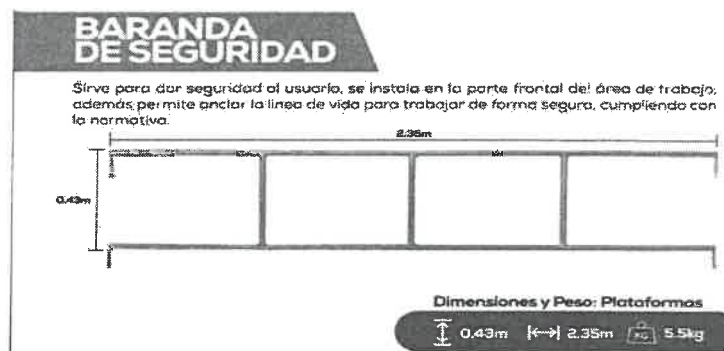 BARANDA
DE SEGURIDAD
Sirve para dar seguridad al usuario, se instala en la parte frontal del área de trabajo,
además permite anclar la linea de vida para trabajar de forma segura, cumpliendo con
la normativa.
2.35m
0.43m
Dimensiones y Peso: Plataformas
0.43m 2.35m KG 5.5kg